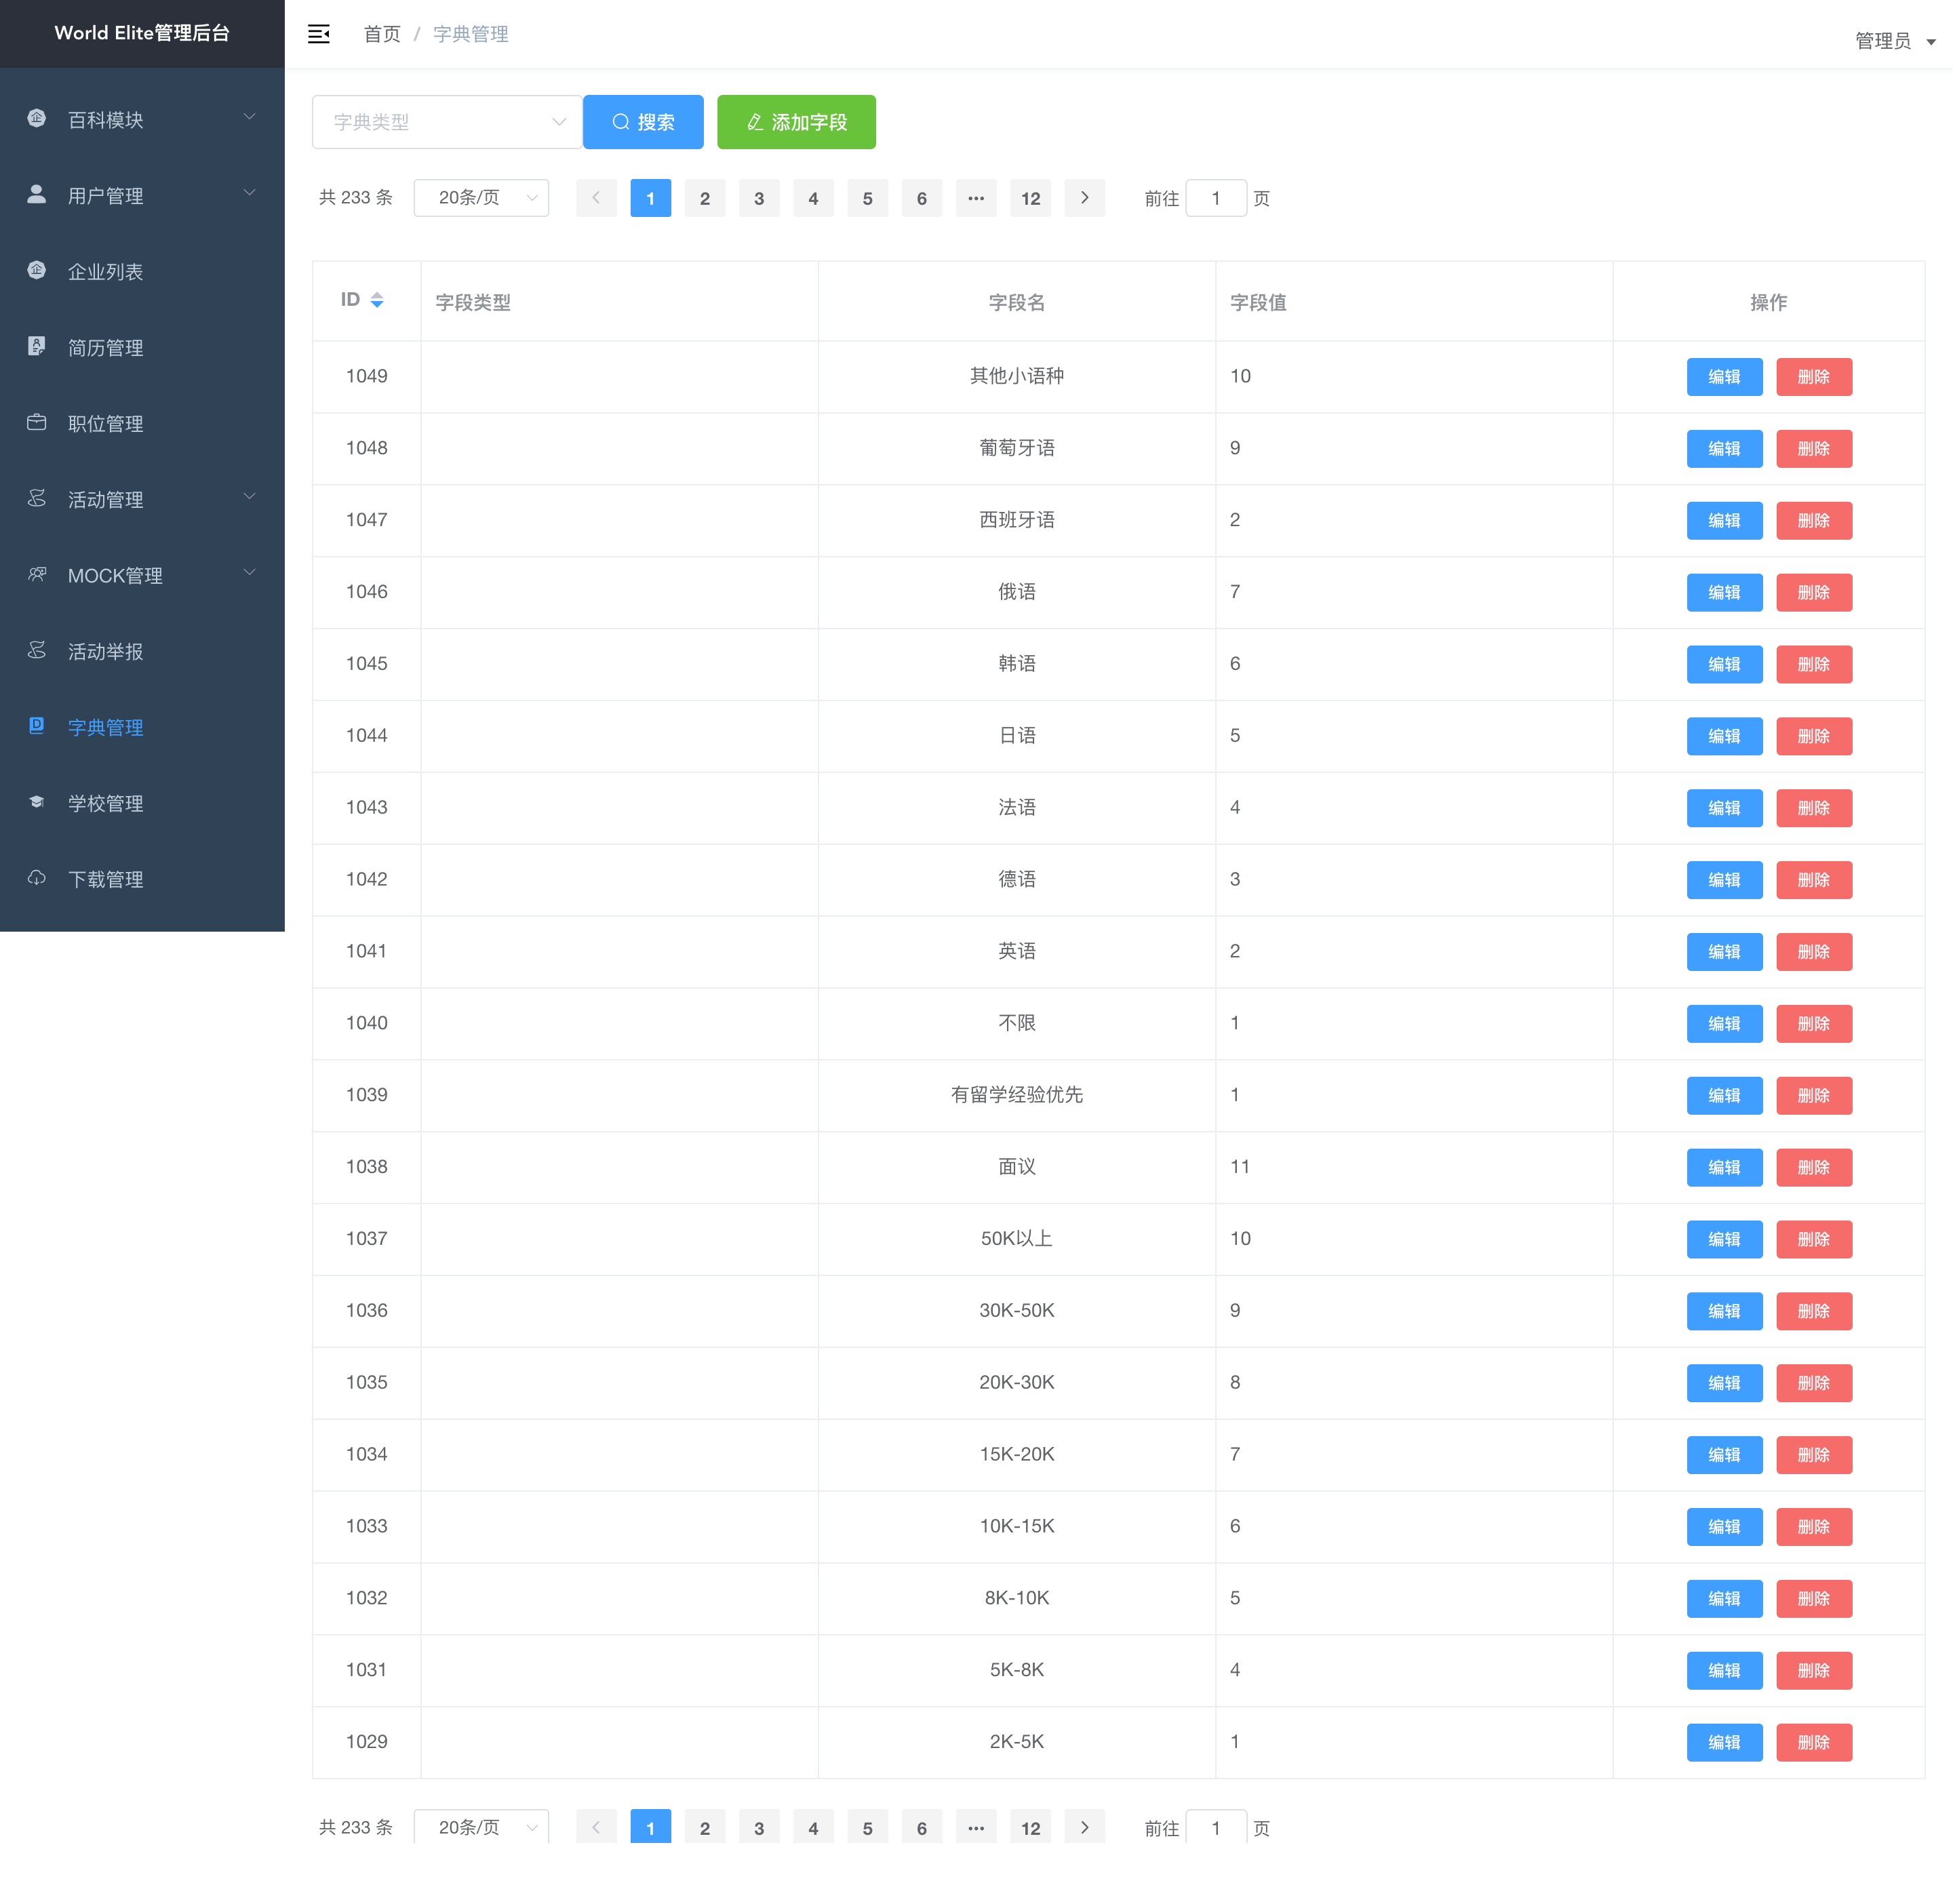 World Elite管理后台
首页 / 字典管理
管理员
百科模块
用户管理
企业列表
简历管理
职位管理
活动管理
MOCK管理
活动举报
字典管理
学校管理
下载管理
字典类型 搜索 添加字段
共 233 条 20条/页 1 2 3 4 5 6 ··· 12 前往 1 页
ID 字段类型 字段名 字段值 操作
1049 其他小语种 10 编辑 删除
1048 葡萄牙语 9 编辑 删除
1047 西班牙语 2 编辑 删除
1046 俄语 7 编辑 删除
1045 韩语 6 编辑 删除
1044 日语 5 编辑 删除
1043 法语 4 编辑 删除
1042 德语 3 编辑 删除
1041 英语 2 编辑 删除
1040 不限 1 编辑 删除
1039 有留学经验优先 1 编辑 删除
1038 面议 11 编辑 删除
1037 50K以上 10 编辑 删除
1036 30K-50K 9 编辑 删除
1035 20K-30K 8 编辑 删除
1034 15K-20K 7 编辑 删除
1033 10K-15K 6 编辑 删除
1032 8K-10K 5 编辑 删除
1031 5K-8K 4 编辑 删除
1029 2K-5K 1 编辑 删除
共 233 条 20条/页 1 2 3 4 5 6 ··· 12 前往 1 页